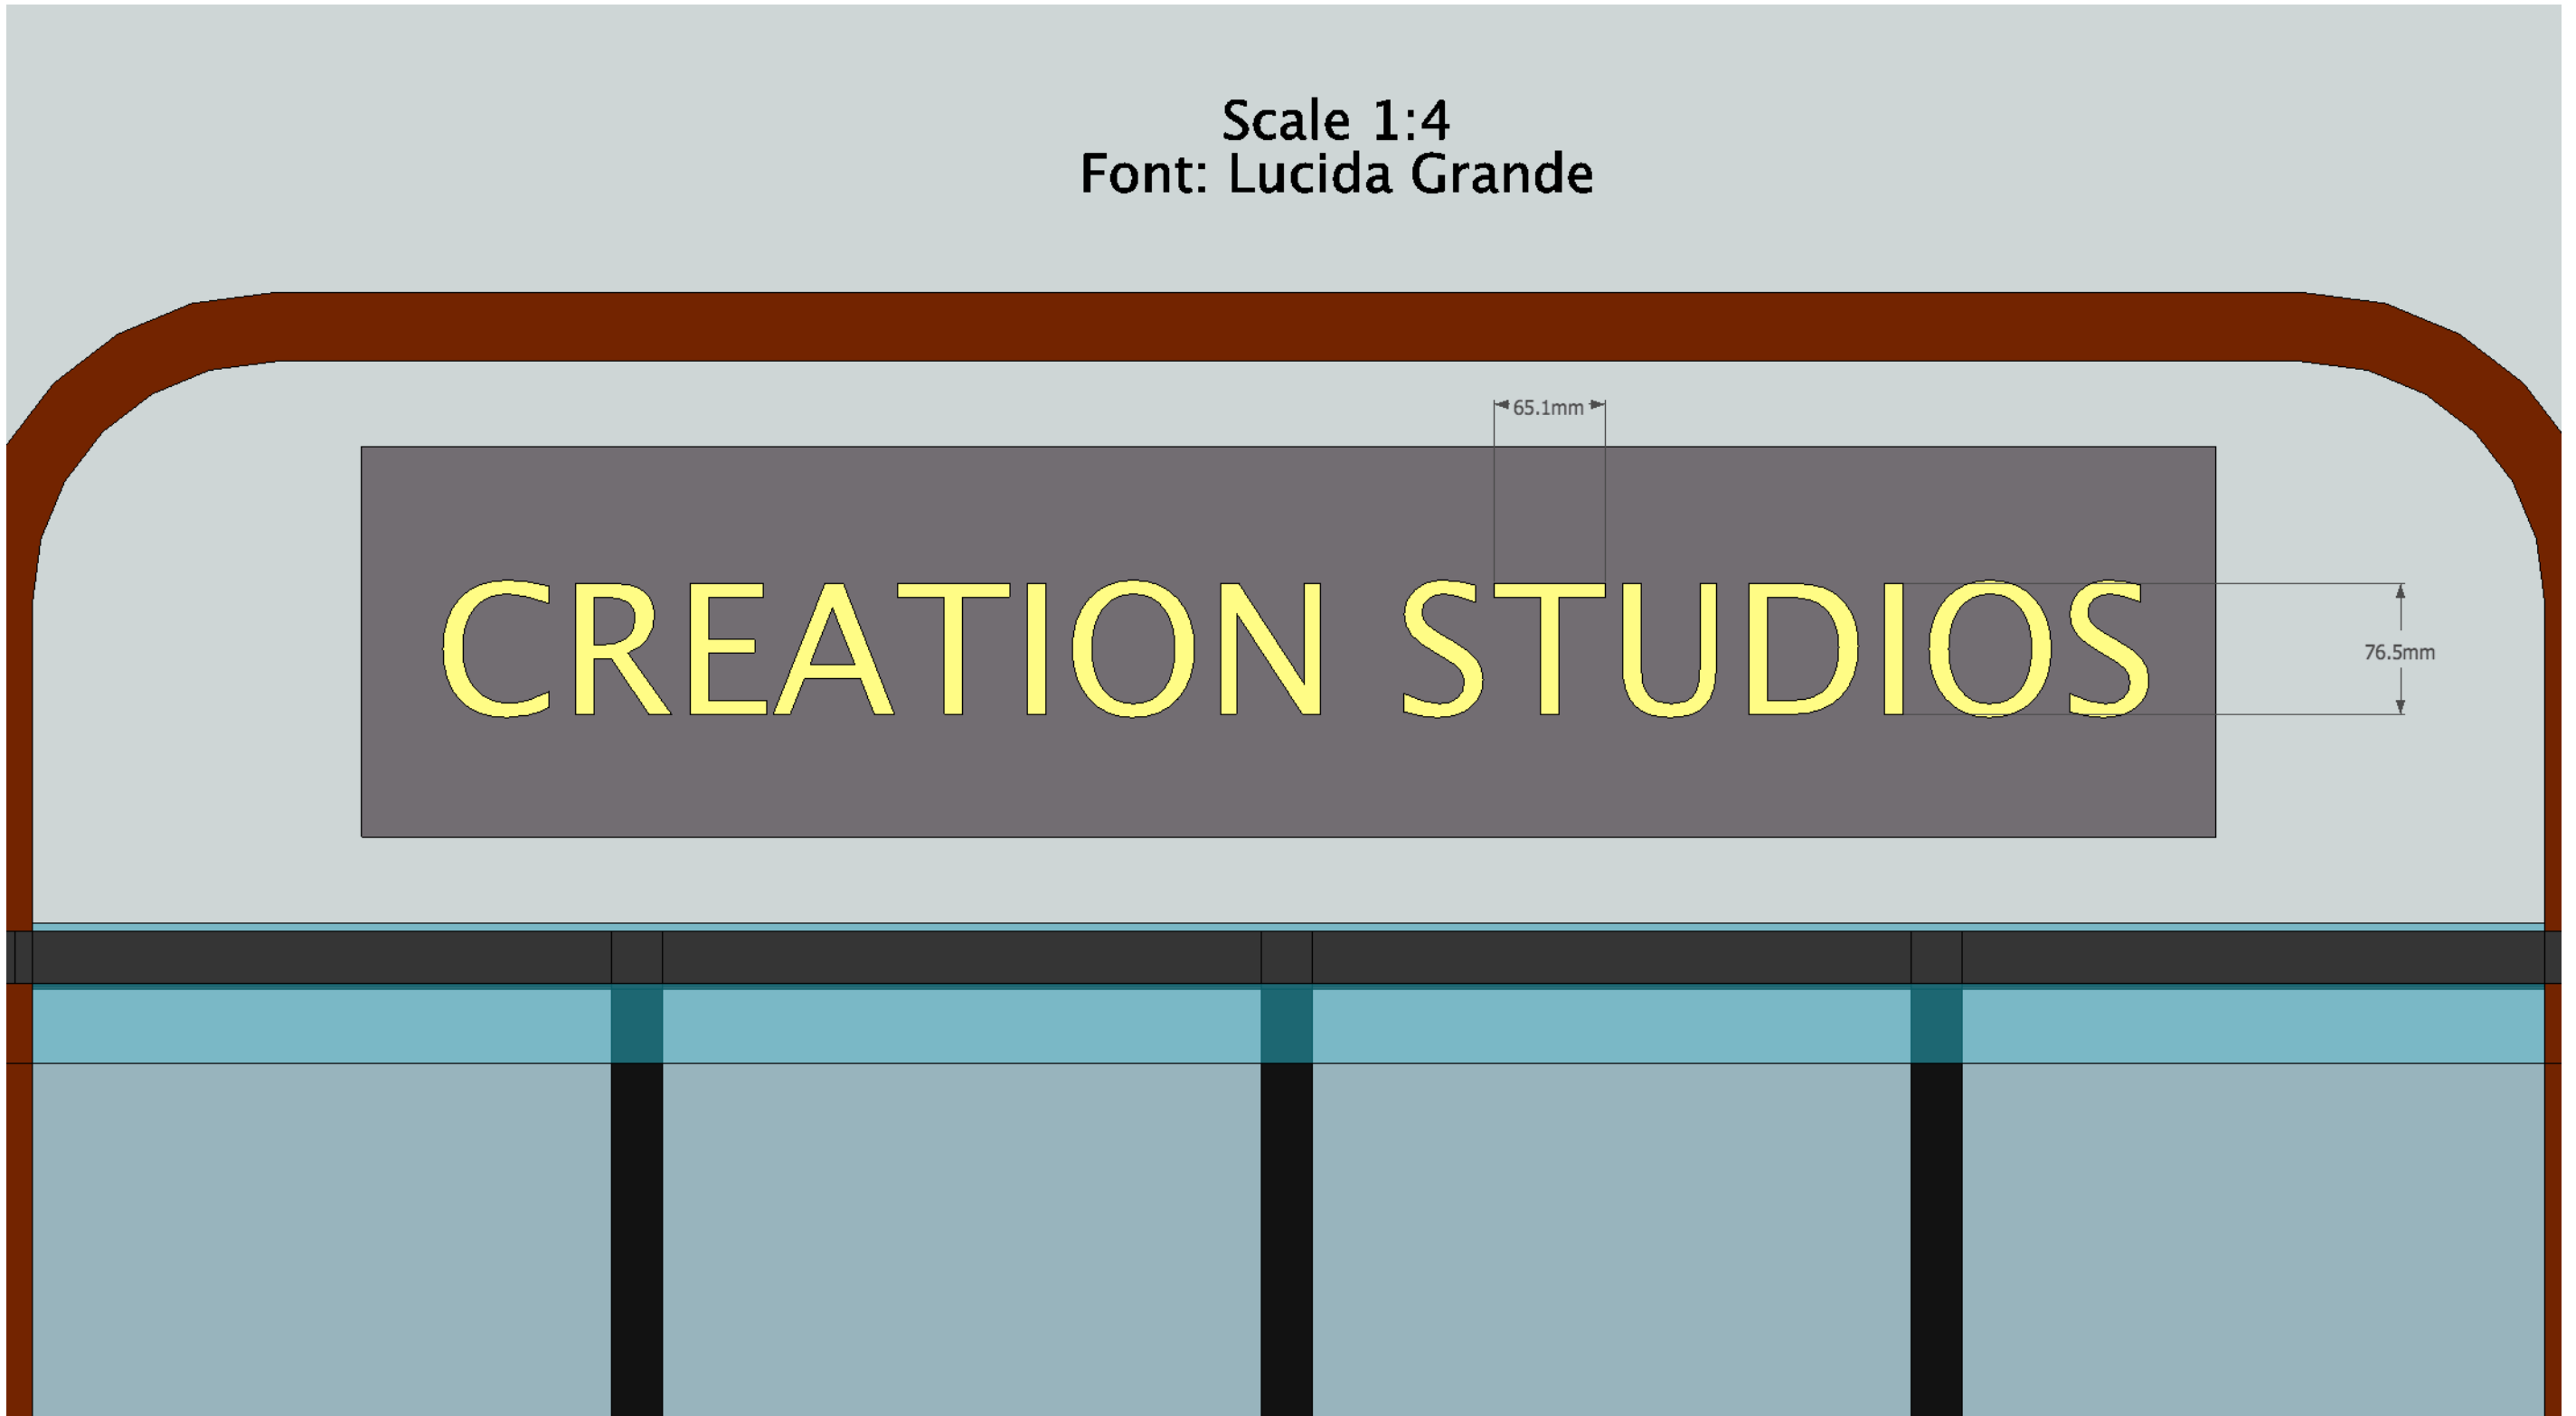 Scale 1:4
Font: Lucida Grande
65.1mm
CREATION STUDIOS
76.5mm